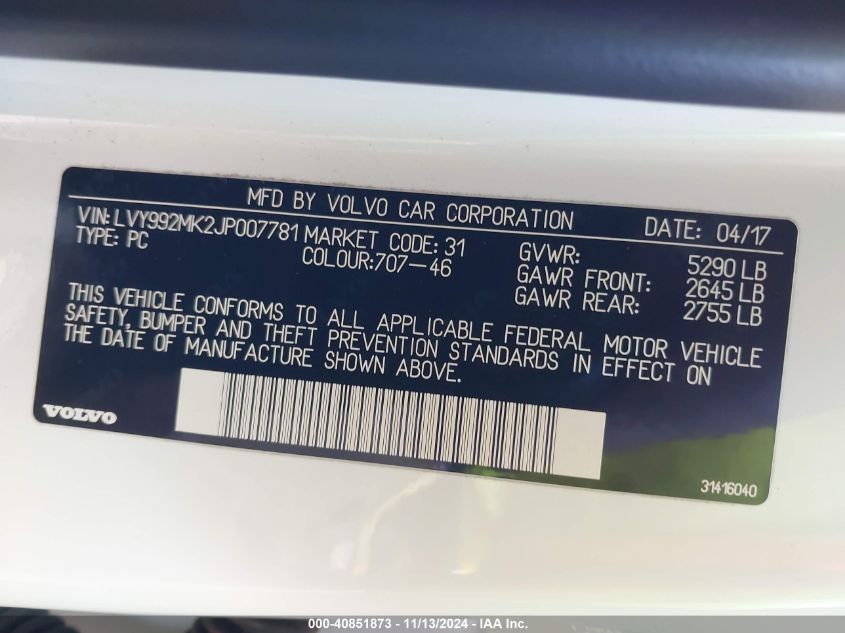 MFD BY VOLVO CAR CORPORATION DATE: 04/17
VIN: LVY992MK2JP007781 MARKET CODE: 31 GVWR: 5290 LB
TYPE: PC COLOUR:707-46 GAWR FRONT: 2645 LB
GAWR REAR: 2755 LB
THIS VEHICLE CONFORMS TO ALL APPLICABLE FEDERAL MOTOR VEHICLE
SAFETY, BUMPER AND THEFT PREVENTION STANDARDS IN EFFECT ON
THE DATE OF MANUFACTURE SHOWN ABOVE.
VOLVO
31416040
000-40851873 - 11/13/2024 - IAA Inc.